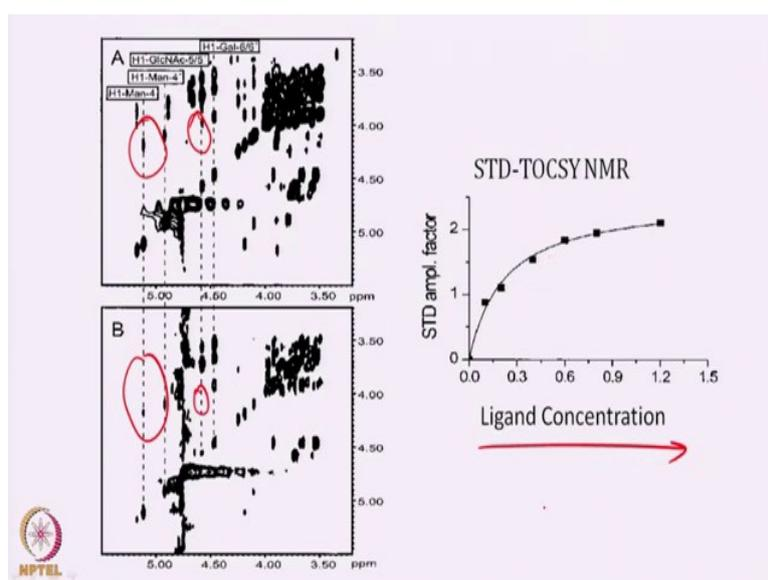 A
H1-Gal-6/6'
H1-GlcNAc-5/5'
H1-Man-4'
H1-Man-4
3.50
4.00
4.50
5.00
5.00 4.50 4.00 3.50 ppm
B
3.50
4.00
4.50
5.00
5.00 4.50 4.00 3.50 ppm
STD-TOCSY NMR
STD ampl. factor
2
1
0
0.0 0.3 0.6 0.9 1.2 1.5
Ligand Concentration
NPTEL